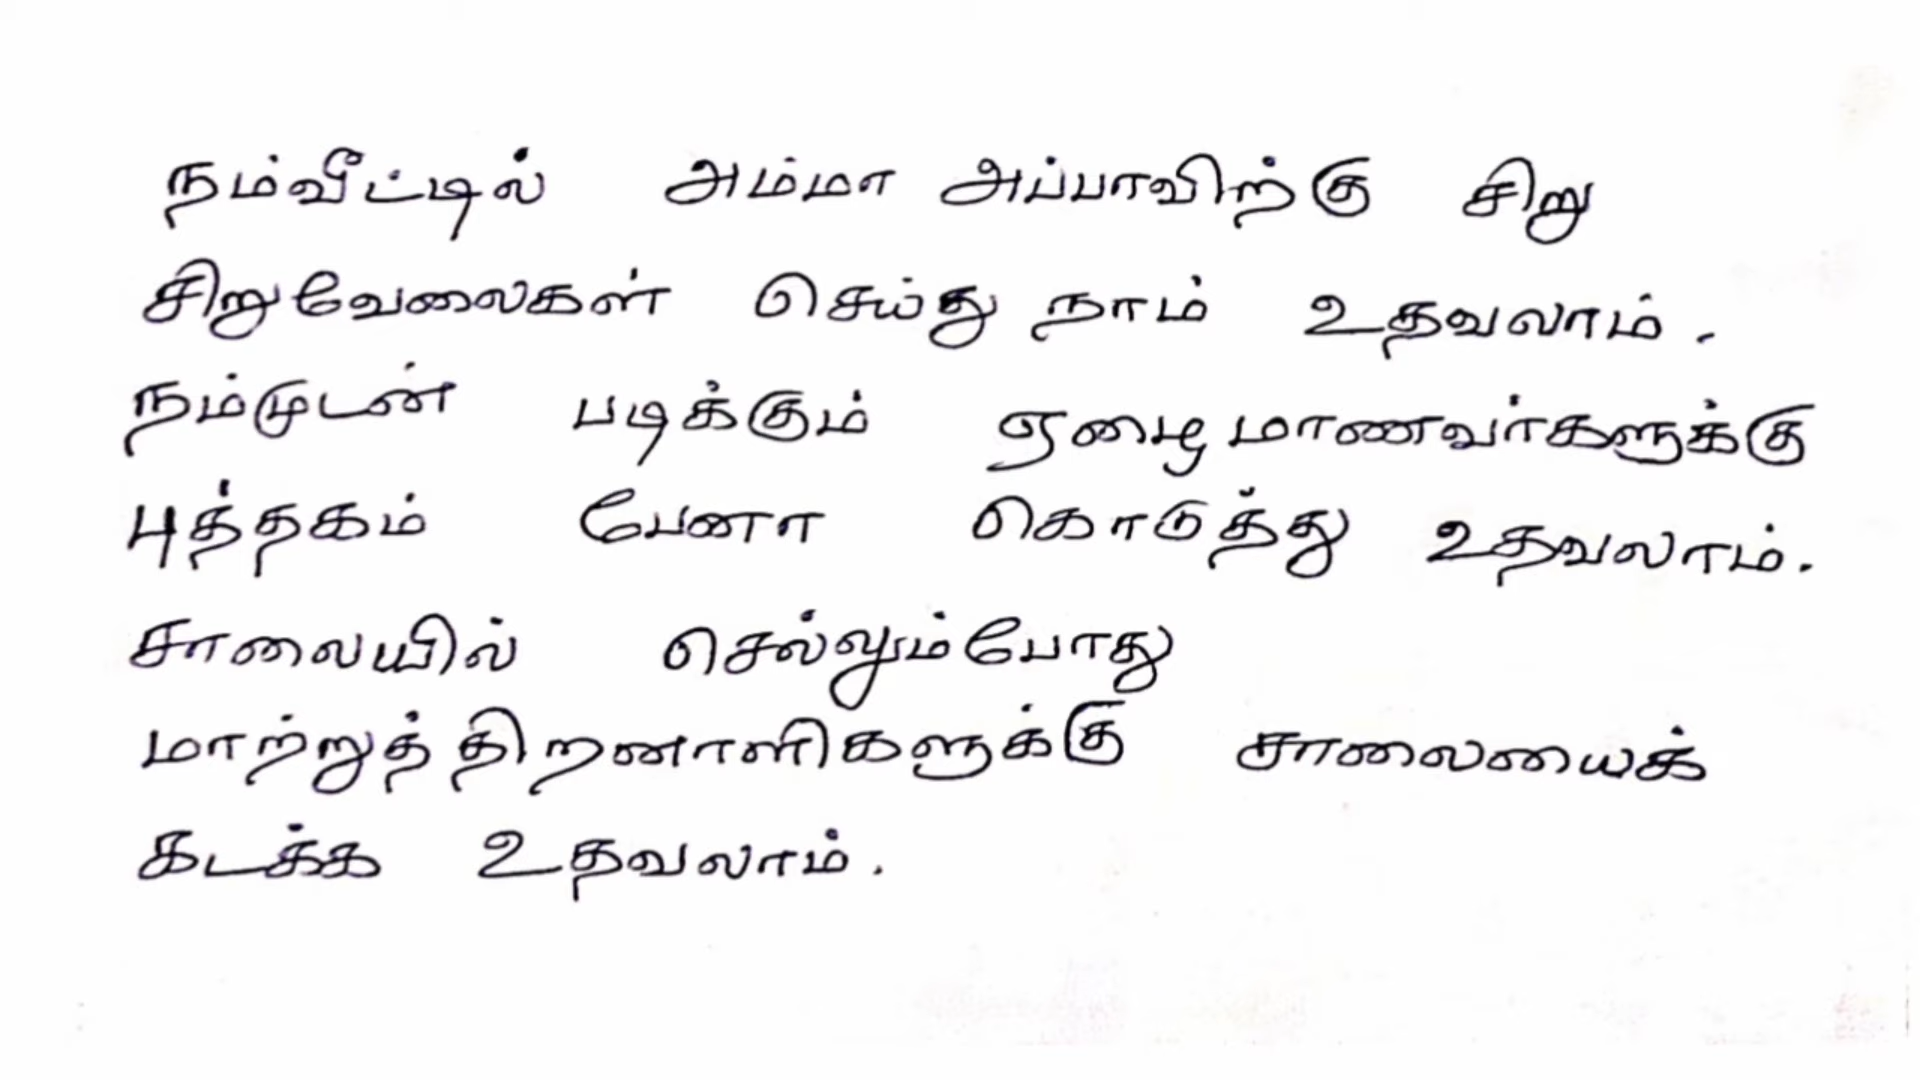 நம்வீட்டில் அம்மா அப்பாவிற்கு சிறு
சிறுவேலைகள் செய்து நாம் உதவலாம்.
நம்முடன் படிக்கும் ஏழை மாணவர்களுக்கு
புத்தகம் பேனா கொடுத்து உதவலாம்.
சாலையில் செல்லும்போது
மாற்றுத் திறனாளிகளுக்கு சாலையைக்
கடக்க உதவலாம்.